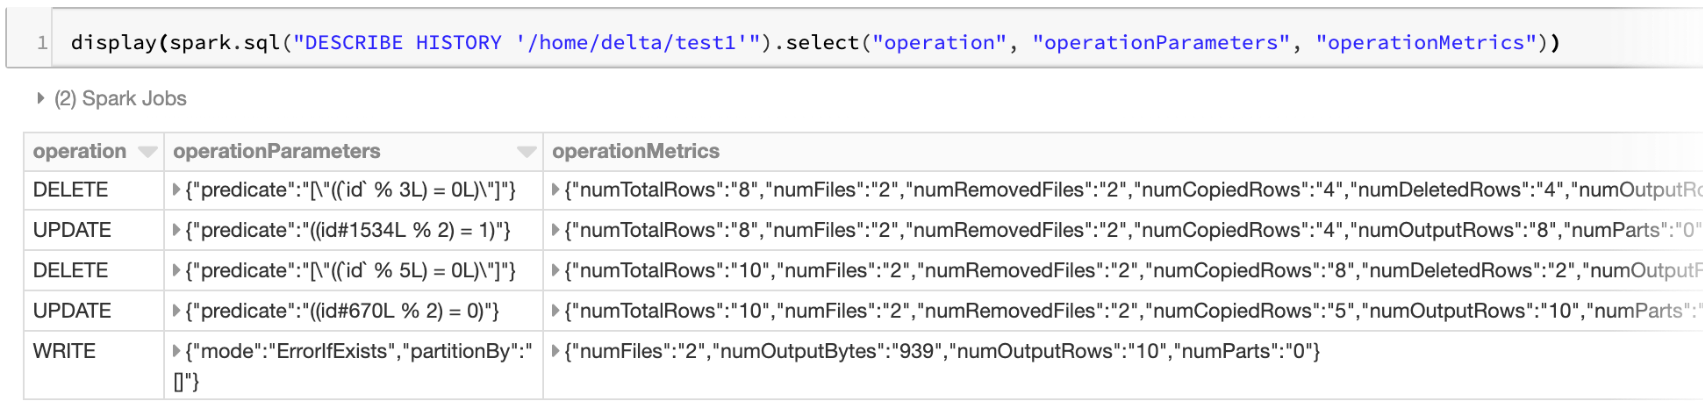 1 display(spark.sql("DESCRIBE HISTORY '/home/delta/test1'").select("operation", "operationParameters", "operationMetrics"))
(2) Spark Jobs
operation operationParameters operationMetrics
DELETE {"predicate":"[\"((`id` % 3L) = 0L)\"]"} {"numTotalRows":"8","numFiles":"2","numRemovedFiles":"2","numCopiedRows":"4","numDeletedRows":"4","numOutputRo
UPDATE {"predicate":"((id#1534L % 2) = 1)"} {"numTotalRows":"8","numFiles":"2","numRemovedFiles":"2","numCopiedRows":"4","numOutputRows":"8","numParts":"0"
DELETE {"predicate":"[\"((`id` % 5L) = 0L)\"]"} {"numTotalRows":"10","numFiles":"2","numRemovedFiles":"2","numCopiedRows":"8","numDeletedRows":"2","numOutputF
UPDATE {"predicate":"((id#670L % 2) = 0)"} {"numTotalRows":"10","numFiles":"2","numRemovedFiles":"2","numCopiedRows":"5","numOutputRows":"10","numParts":"
WRITE {"mode":"ErrorIfExists","partitionBy":" {"numFiles":"2","numOutputBytes":"939","numOutputRows":"10","numParts":"0"}
[]"}